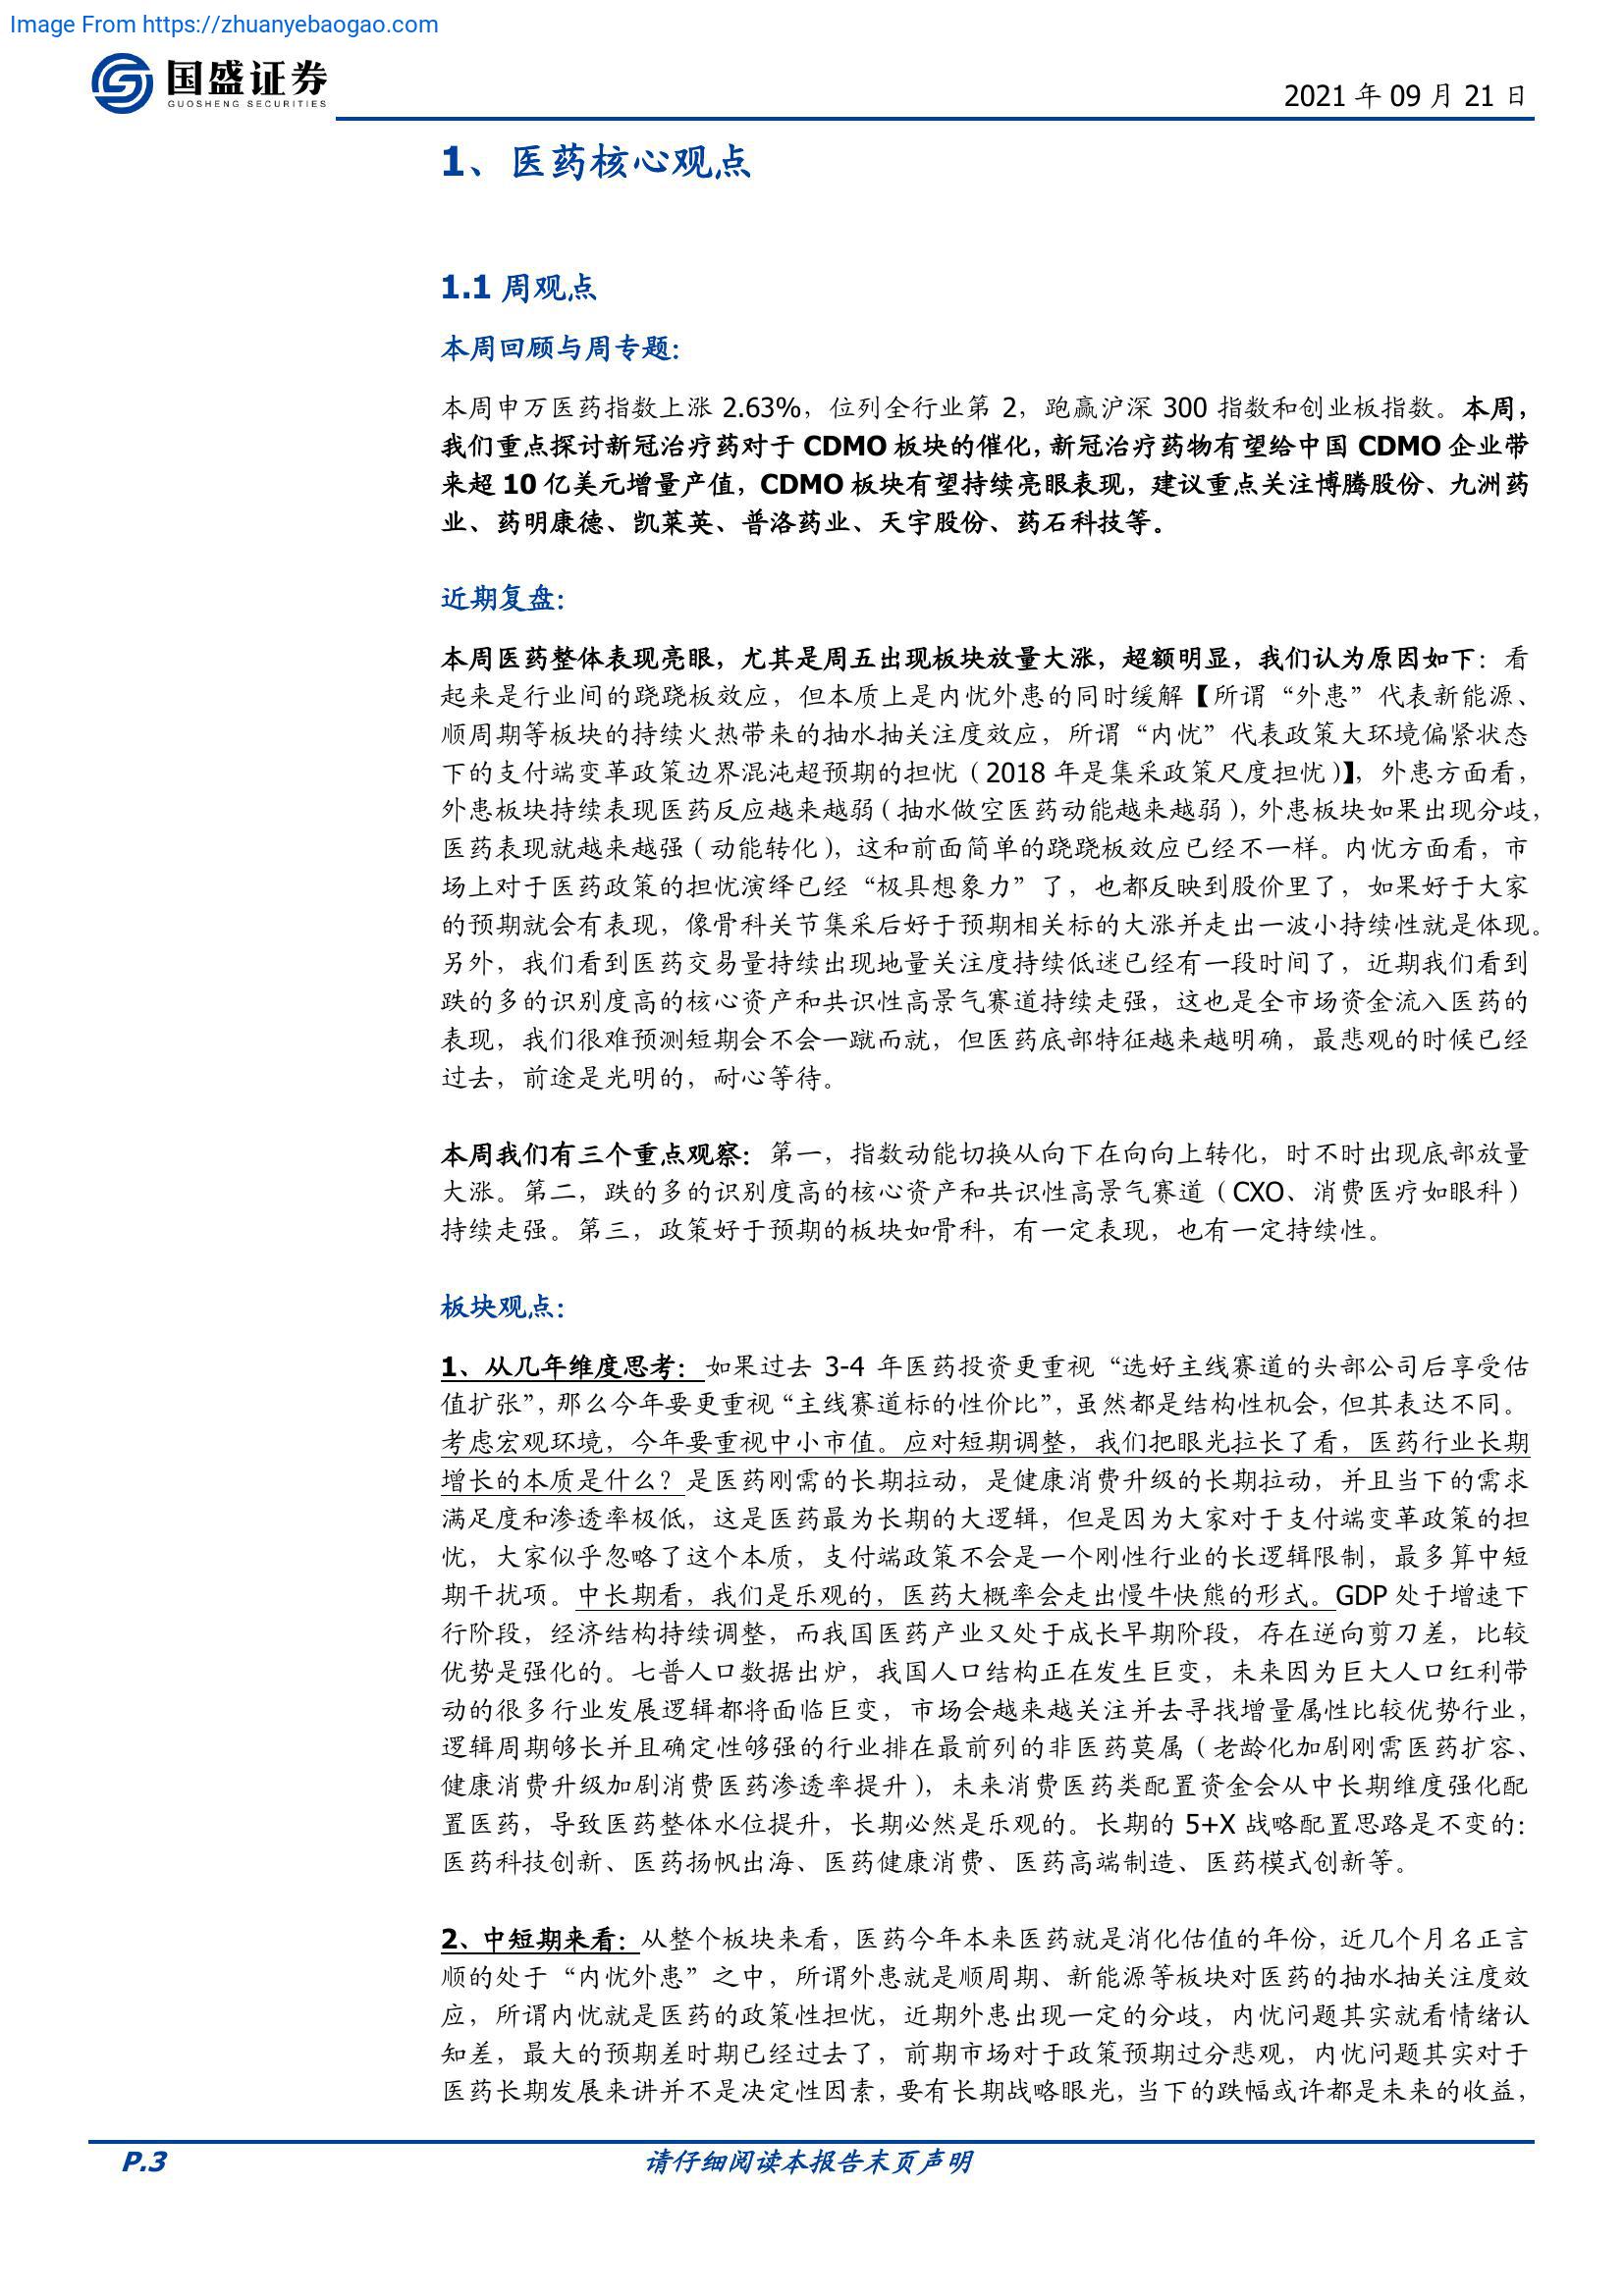 Image From https://zhuanyebaogao.com
国盛证券
GUOSHENG SECURITIES
2021 年 09 月 21 日
1、医药核心观点
1.1 周观点
本周回顾与周专题：
本周申万医药指数上涨 2.63%，位列全行业第 2，跑赢沪深 300 指数和创业板指数。本周，
我们重点探讨新冠治疗药对于 CDMO 板块的催化，新冠治疗药物有望给中国 CDMO 企业带
来超 10 亿美元增量产值，CDMO 板块有望持续亮眼表现，建议重点关注博腾股份、九洲药
业、药明康德、凯莱英、普洛药业、天宇股份、药石科技等。
近期复盘：
本周医药整体表现亮眼，尤其是周五出现板块放量大涨，超额明显，我们认为原因如下：看
起来是行业间的跷跷板效应，但本质上是内忧外患的同时缓解【所谓“外患”代表新能源、
顺周期等板块的持续火热带来的抽水抽关注度效应，所谓“内忧”代表政策大环境偏紧状态
下的支付端变革政策边界混沌超预期的担忧（2018 年是集采政策尺度担忧）】，外患方面看，
外患板块持续表现医药反应越来越弱（抽水做空医药动能越来越弱），外患板块如果出现分歧，
医药表现就越来越强（动能转化），这和前面简单的跷跷板效应已经不一样。内忧方面看，市
场上对于医药政策的担忧演绎已经“极具想象力”了，也都反映到股价里了，如果好于大家
的预期就会有表现，像骨科关节集采后好于预期相关标的大涨并走出一波小持续性就是体现。
另外，我们看到医药交易量持续出现地量关注度持续低迷已经有一段时间了，近期我们看到
跌的多的识别度高的核心资产和共识性高景气赛道持续走强，这也是全市场资金流入医药的
表现，我们很难预测短期会不会一蹴而就，但医药底部特征越来越明确，最悲观的时候已经
过去，前途是光明的，耐心等待。
本周我们有三个重点观察：第一，指数动能切换从向下在向向上转化，时不时出现底部放量
大涨。第二，跌的多的识别度高的核心资产和共识性高景气赛道（CXO、消费医疗如眼科）
持续走强。第三，政策好于预期的板块如骨科，有一定表现，也有一定持续性。
板块观点：
1、从几年维度思考：如果过去 3-4 年医药投资更重视“选好主线赛道的头部公司后享受估
值扩张”，那么今年要更重视“主线赛道标的性价比”，虽然都是结构性机会，但其表达不同。
考虑宏观环境，今年要重视中小市值。应对短期调整，我们把眼光拉长了看，医药行业长期
增长的本质是什么？是医药刚需的长期拉动，是健康消费升级的长期拉动，并且当下的需求
满足度和渗透率极低，这是医药最为长期的大逻辑，但是因为大家对于支付端变革政策的担
忧，大家似乎忽略了这个本质，支付端政策不会是一个刚性行业的长逻辑限制，最多算中短
期干扰项。中长期看，我们是乐观的，医药大概率会走出慢牛快熊的形式。GDP 处于增速下
行阶段，经济结构持续调整，而我国医药产业又处于成长早期阶段，存在逆向剪刀差，比较
优势是强化的。七普人口数据出炉，我国人口结构正在发生巨变，未来因为巨大人口红利带
动的很多行业发展逻辑都将面临巨变，市场会越来越关注并去寻找增量属性比较优势行业，
逻辑周期够长并且确定性够强的行业排在最前列的非医药莫属（老龄化加剧刚需医药扩容、
健康消费升级加剧消费医药渗透率提升），未来消费医药类配置资金会从中长期维度强化配
置医药，导致医药整体水位提升，长期必然是乐观的。长期的 5+X 战略配置思路是不变的：
医药科技创新、医药扬帆出海、医药健康消费、医药高端制造、医药模式创新等。
2、中短期来看：从整个板块来看，医药今年本来医药就是消化估值的年份，近几个月名正言
顺的处于“内忧外患”之中，所谓外患就是顺周期、新能源等板块对医药的抽水抽关注度效
应，所谓内忧就是医药的政策性担忧，近期外患出现一定的分歧，内忧问题其实就看情绪认
知差，最大的预期差时期已经过去了，前期市场对于政策预期过分悲观，内忧问题其实对于
医药长期发展来讲并不是决定性因素，要有长期战略眼光，当下的跌幅或许都是未来的收益，
P.3
请仔细阅读本报告末页声明